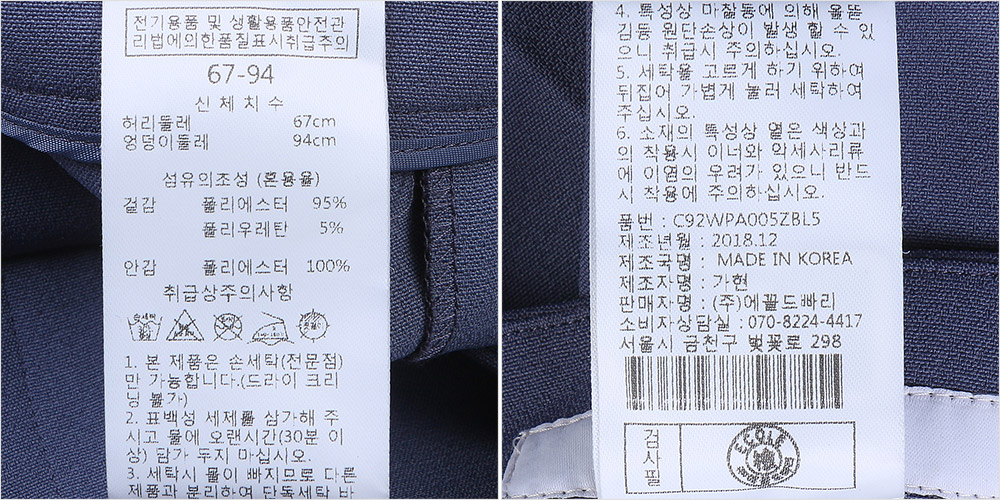 전기용품 및 생활용품안전관
리법에의한품질표시취급주의
67-94
신 체 치 수
허리둘레 67cm
엉덩이둘레 94cm
섬유의조성 (혼용율)
겉감 폴리에스터 95%
폴리우레탄 5%
안감 폴리에스터 100%
취급상주의사항
1. 본 제품은 손세탁(전문점)
만 가능합니다.(드라이 크리
닝 불가)
2. 표백성 세제를 삼가해 주
시고 물에 오랜시간(30분 이
상) 담가 두지 마십시오.
3. 세탁시 물이 빠지므로 다른
제품과 분리하여 단독세탁 바
4. 특성상 마찰등에 의해 올뜯
김등 원단손상이 발생 할 수 있
으니 취급시 주의하십시오.
5. 세탁을 고르게 하기 위하여
뒤집어 가볍게 눌러 세탁하여
주십시오.
6. 소재의 특성상 옅은 색상과
의 착용시 이너와 악세사리류
에 이염의 우려가 있으니 반드
시 착용에 주의하십시오.
품번 : C92WPA005ZBL5
제조년월 : 2018.12
제조국명 : MADE IN KOREA
제조자명 : 가현
판매자명 : (주)에꼴드빠리
소비자상담실 : 070-8224-4417
서울시 금천구 벚꽃로 298
검
사
필
ECOLE